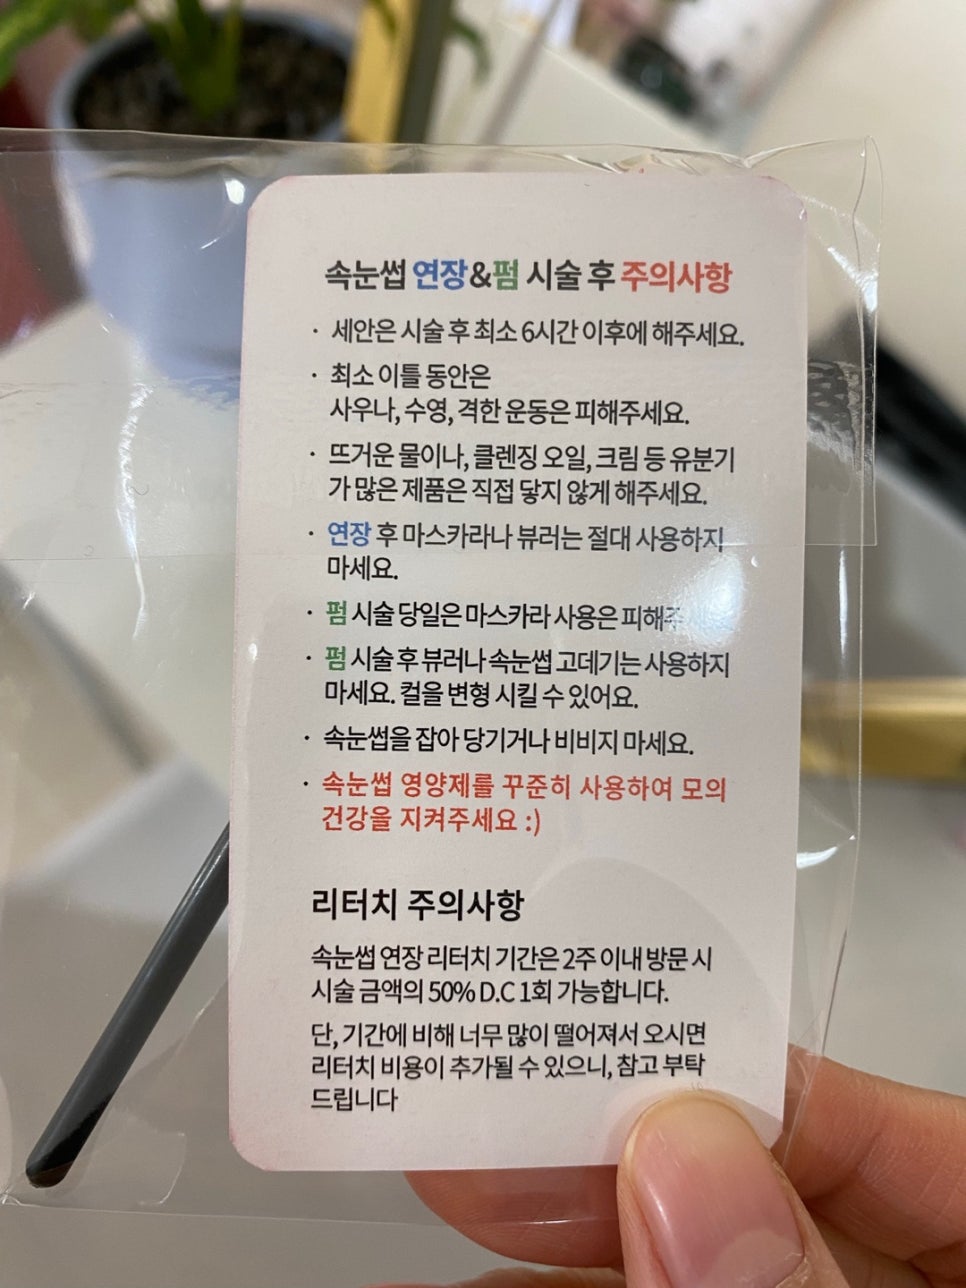 속눈썹 연장&펌 시술 후 주의사항
· 세안은 시술 후 최소 6시간 이후에 해주세요.
· 최소 이틀 동안은
사우나, 수영, 격한 운동은 피해주세요.
· 뜨거운 물이나, 클렌징 오일, 크림 등 유분기
가 많은 제품은 직접 닿지 않게 해주세요.
· 연장 후 마스카라나 뷰러는 절대 사용하지
마세요.
· 펌 시술 당일은 마스카라 사용은
· 펌 시술 후 뷰러나 속눈썹 고데기는 사용하지
마세요. 컬을 변형 시킬 수 있어요.
· 속눈썹을 잡아 당기거나 비비지 마세요.
· 속눈썹 영양제를 꾸준히 사용하여 모의
건강을 지켜주세요 :)
리터치 주의사항
속눈썹 연장 리터치 기간은 2주 이내 방문 시
시술 금액의 50% D.C 1회 가능합니다.
단, 기간에 비해 너무 많이 떨어져서 오시면
리터치 비용이 추가될 수 있으니, 참고 부탁
드립니다